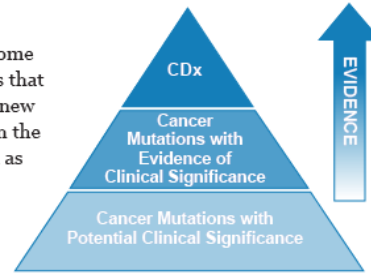 ome
s that
new
n the
as
CDx
Cancer
Mutations with
Evidence of
Clinical Significance
Cancer Mutations with
Potential Clinical Significance
EVIDENCE